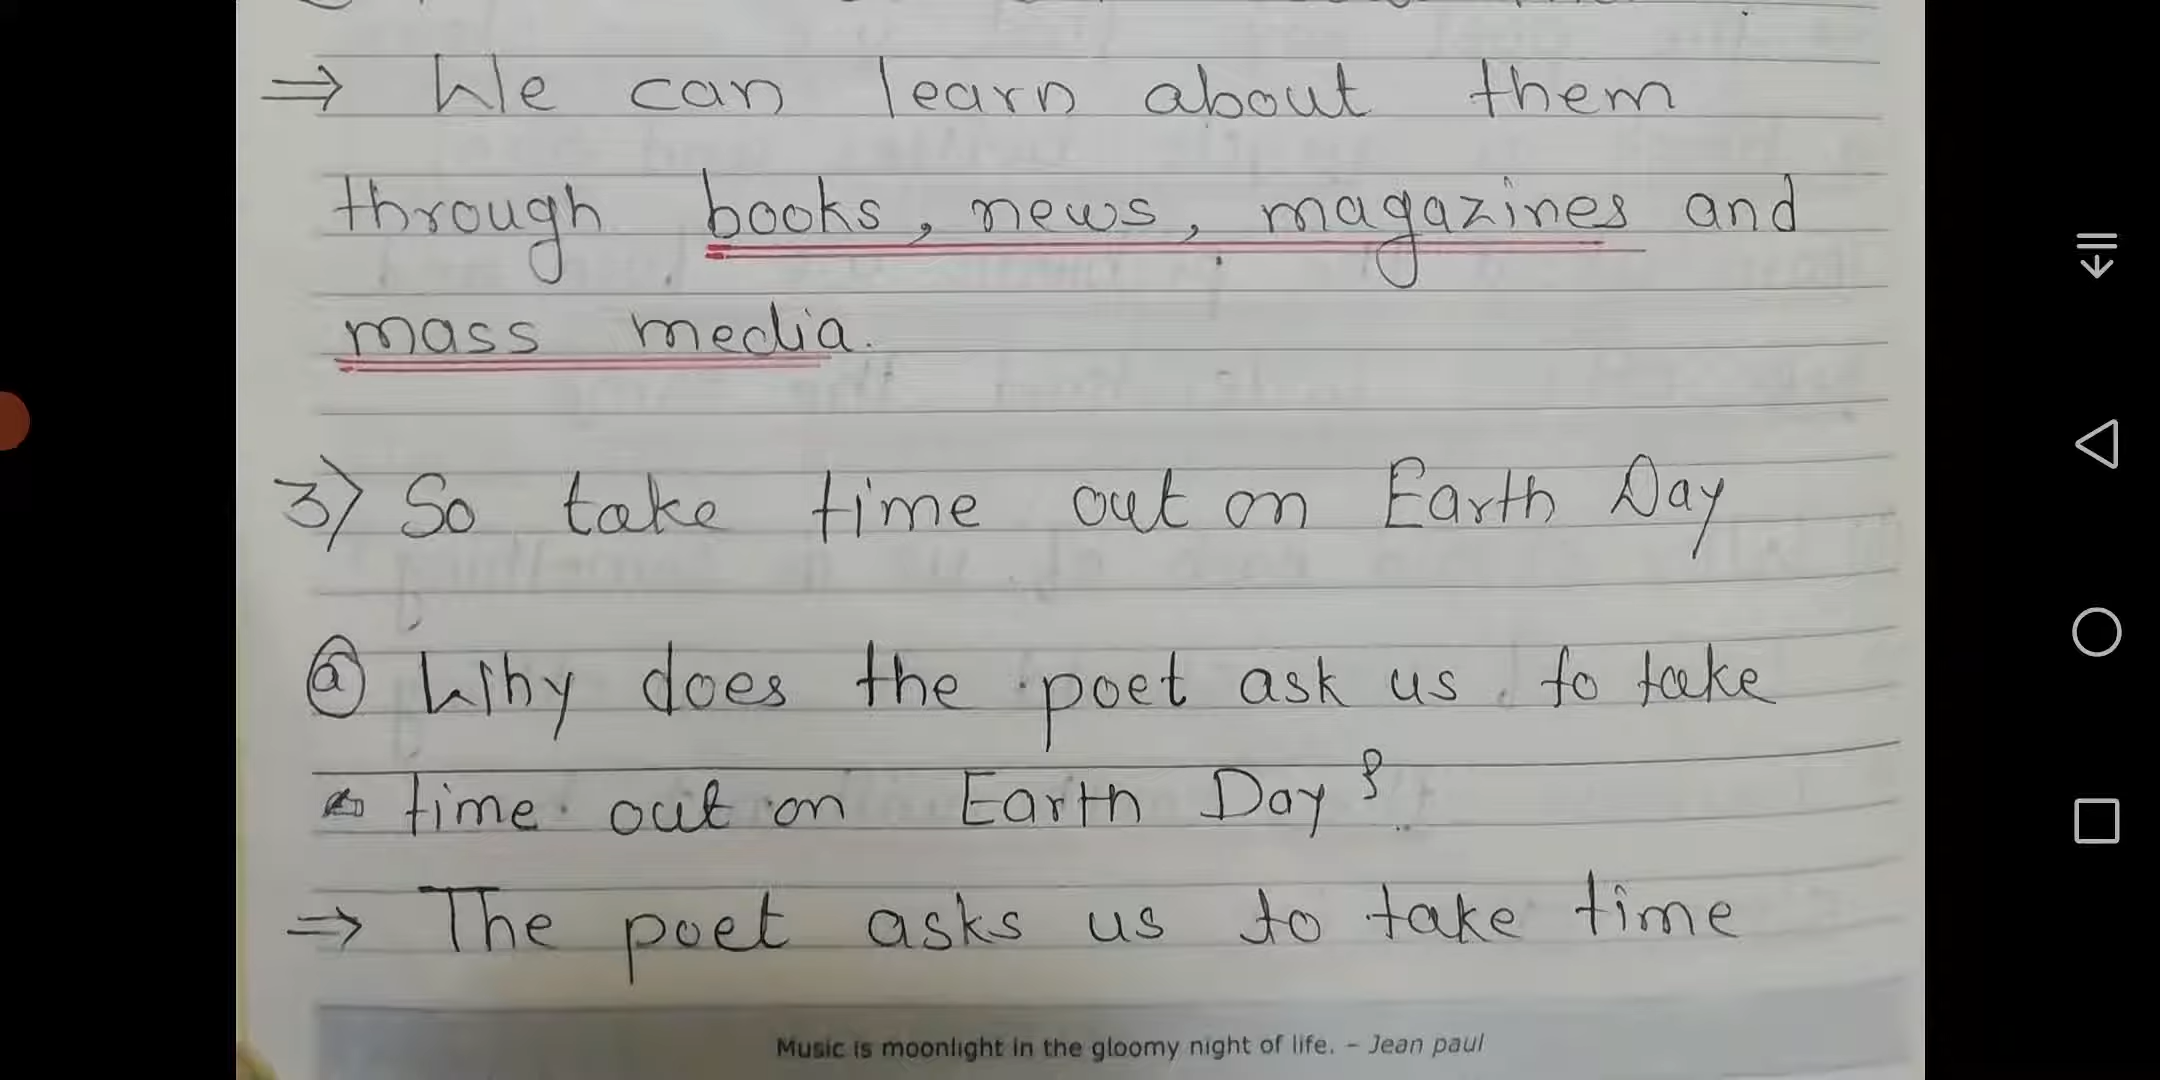 ⇒ We can learn about them
through books, news, magazines and
mass media.
3) So take time out on Earth Day
ⓐ Why does the poet ask us to take
time out on Earth Day?
⇒ The poet asks us to take time
Music is moonlight in the gloomy night of life. – Jean paul